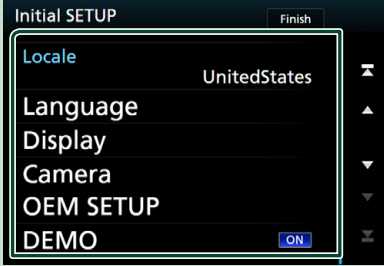 Initial SETUP
Finish
Locale
UnitedStates
Language
Display
Camera
OEM SETUP
DEMO
ON